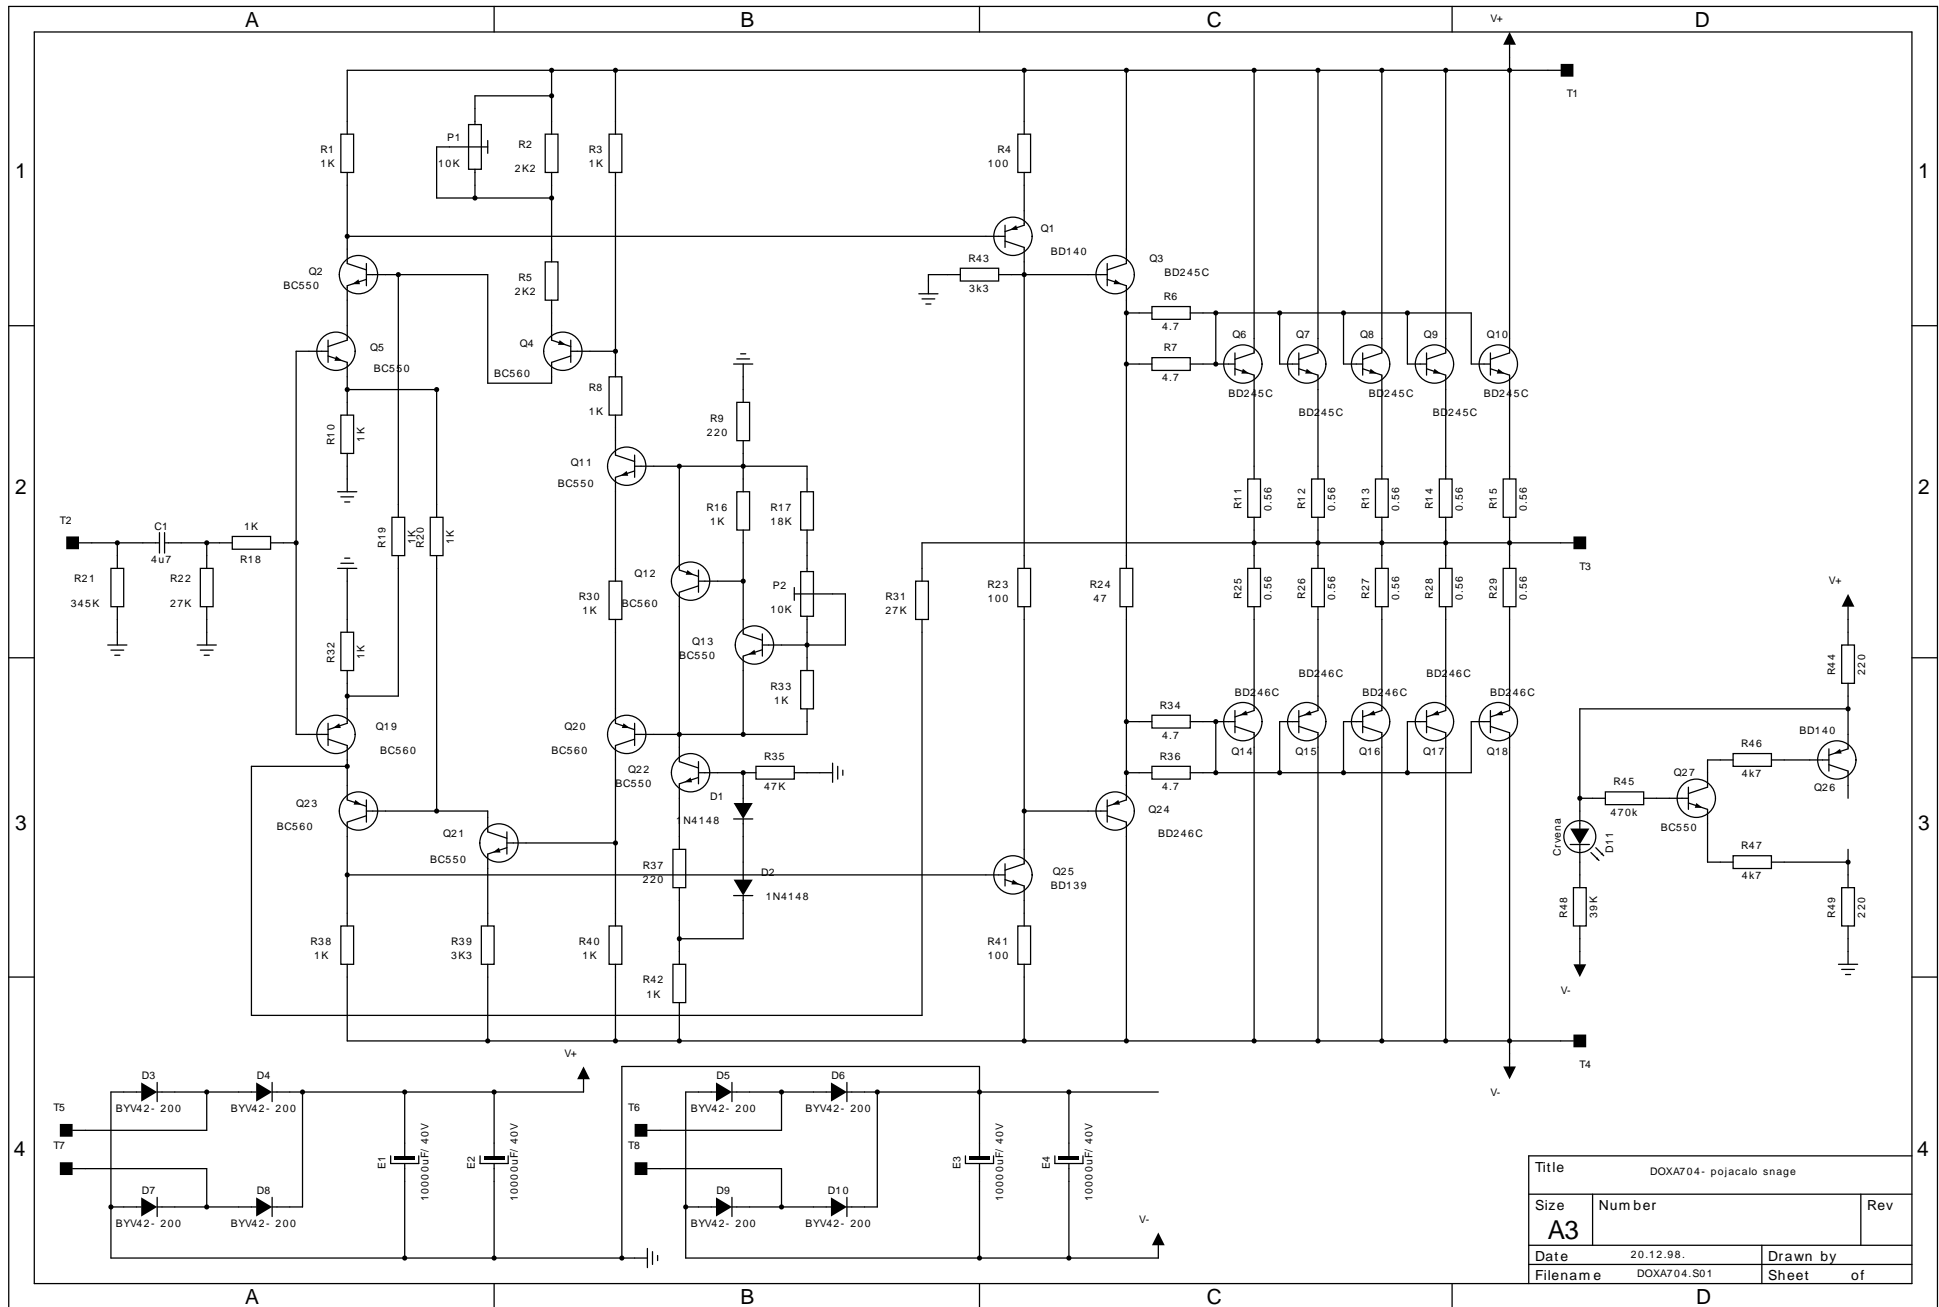 A B C D
V+
T1
R1
1K
P1
10K
R2
2K2
R3
1K
R4
100
1
1
Q1
BD140
Q2
BC550
R5
2K2
R43
3k3
Q3
BD245C
R6
4.7
R7
4.7
Q5
BC550
Q4
BC560
Q6
Q7
Q8
Q9
Q10
BD245C
BD245C
BD245C
BD245C
BD245C
R8
1K
R9
220
R10
1K
Q11
BC550
2
2
T2
C1
4u7
1K
R18
R19
1K
R20
1K
R16
1K
R17
18K
R11
0.56
R12
0.56
R13
0.56
R14
0.56
R15
0.56
T3
R21
345K
R22
27K
R30
1K
Q12
BC560
P2
10K
R31
27K
R23
100
R24
47
R25
0.56
R26
0.56
R27
0.56
R28
0.56
R29
0.56
V+
R32
1K
Q13
BC550
R33
1K
R44
220
BD246C
BD246C
BD246C
BD246C
BD246C
Q19
BC560
Q20
BC560
R34
4.7
R36
4.7
Q14
Q15
Q16
Q17
Q18
BD140
Q26
R46
4k7
Q27
BC550
R45
470k
Q22
BC550
R35
47K
D1
1N4148
3
3
Q23
BC560
Q21
BC550
Q24
BD246C
Crvena
D11
R47
4k7
R37
220
D2
1N4148
Q25
BD139
R48
39K
R49
220
R38
1K
R39
3K3
R40
1K
R42
1K
R41
100
V-
T4
V-
V+
D3
BYV42- 200
D4
BYV42- 200
T5
T7
D7
BYV42- 200
D8
BYV42- 200
E1
10000uF/ 40V
E2
10000uF/ 40V
D5
BYV42- 200
D6
BYV42- 200
T6
T8
D9
BYV42- 200
D10
BYV42- 200
E3
10000uF/ 40V
E4
10000uF/ 40V
V-
4
4
Title DOXA704- pojacalo snage
Size Number Rev
A3
Date 20.12.98. Drawn by
Filename DOXA704.S01 Sheet of
A B C D